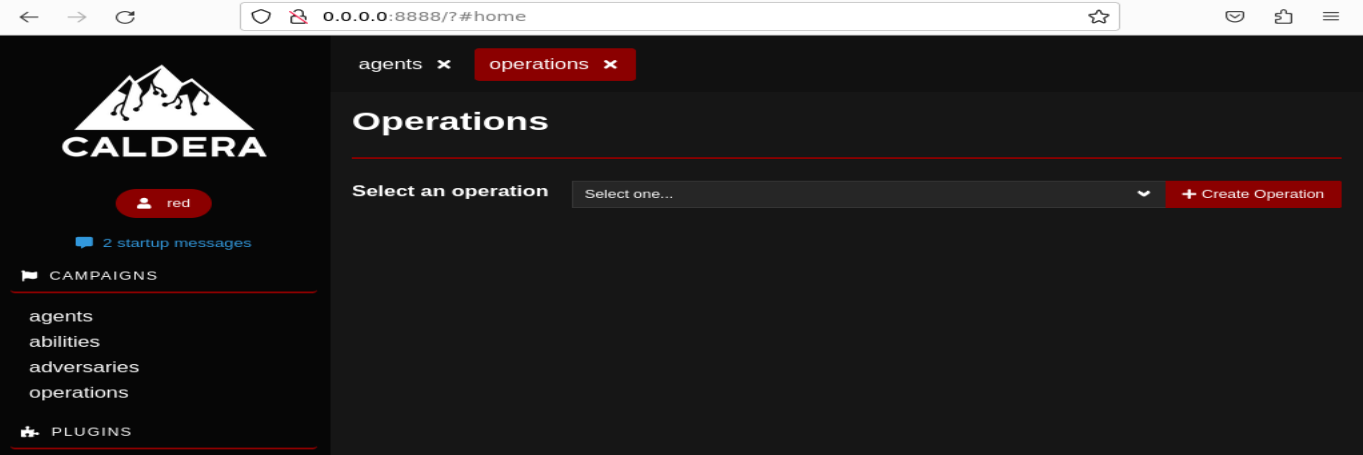 0.0.0.0:8888/?#home
agents operations
CALDERA
Operations
red
Select an operation Select one... Create Operation
2 startup messages
CAMPAIGNS
agents
abilities
adversaries
operations
PLUGINS